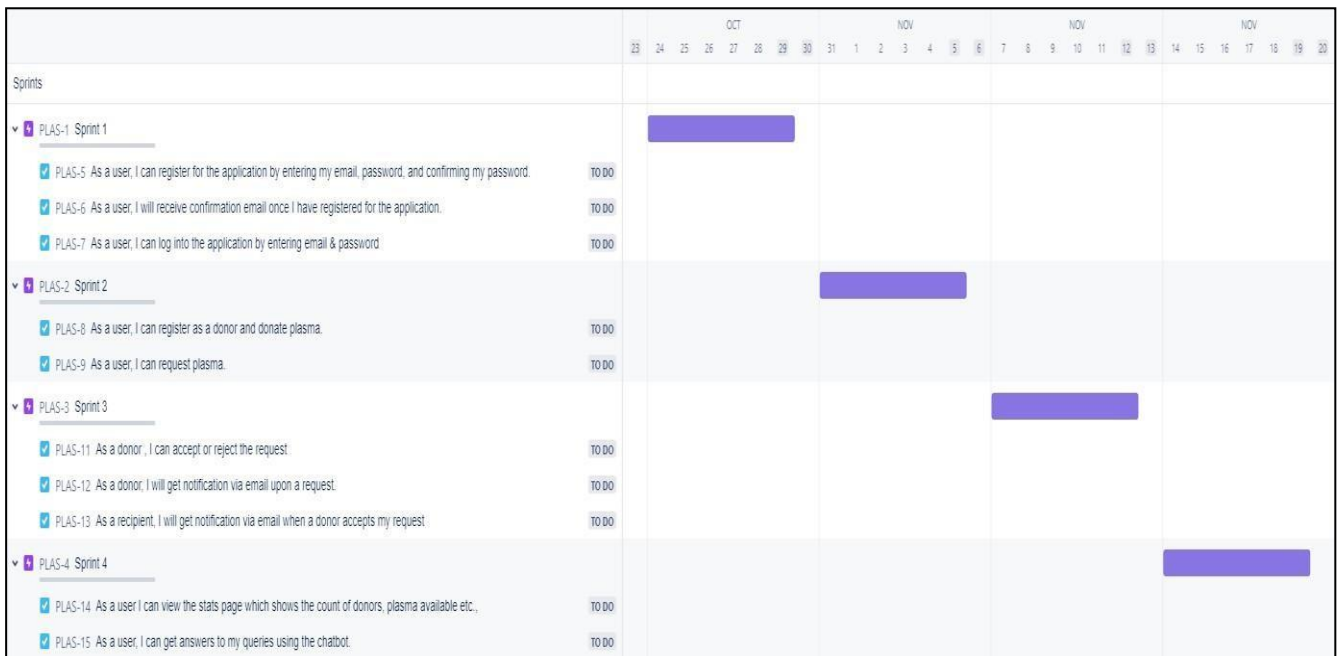 OCT NOV NOV NOV
23 24 25 26 27 28 29 30 31 1 2 3 4 5 6 7 8 9 10 11 12 13 14 15 16 17 18 19 20
Sprints
PLAS-1 Sprint 1
PLAS-5 As a user, I can register for the application by entering my email, password, and confirming my password. TO DO
PLAS-6 As a user, I will receive confirmation email once I have registered for the application. TO DO
PLAS-7 As a user, I can log into the application by entering email & password TO DO
PLAS-2 Sprint 2
PLAS-8 As a user, I can register as a donor and donate plasma. TO DO
PLAS-9 As a user, I can request plasma. TO DO
PLAS-3 Sprint 3
PLAS-11 As a donor , I can accept or reject the request TO DO
PLAS-12 As a donor, I will get notification via email upon a request. TO DO
PLAS-13 As a recipient, I will get notification via email when a donor accepts my request TO DO
PLAS-4 Sprint 4
PLAS-14 As a user I can view the stats page which shows the count of donors, plasma available etc., TO DO
PLAS-15 As a user, I can get answers to my queries using the chatbot. TO DO